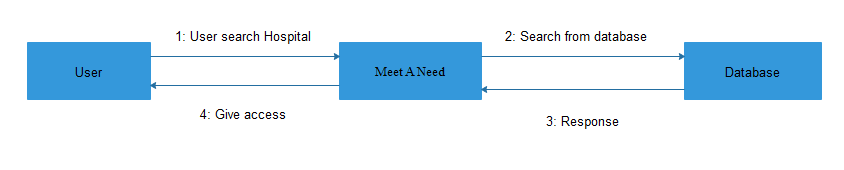 1: User search Hospital
2: Search from database
User
Meet A Need
Database
4: Give access
3: Response